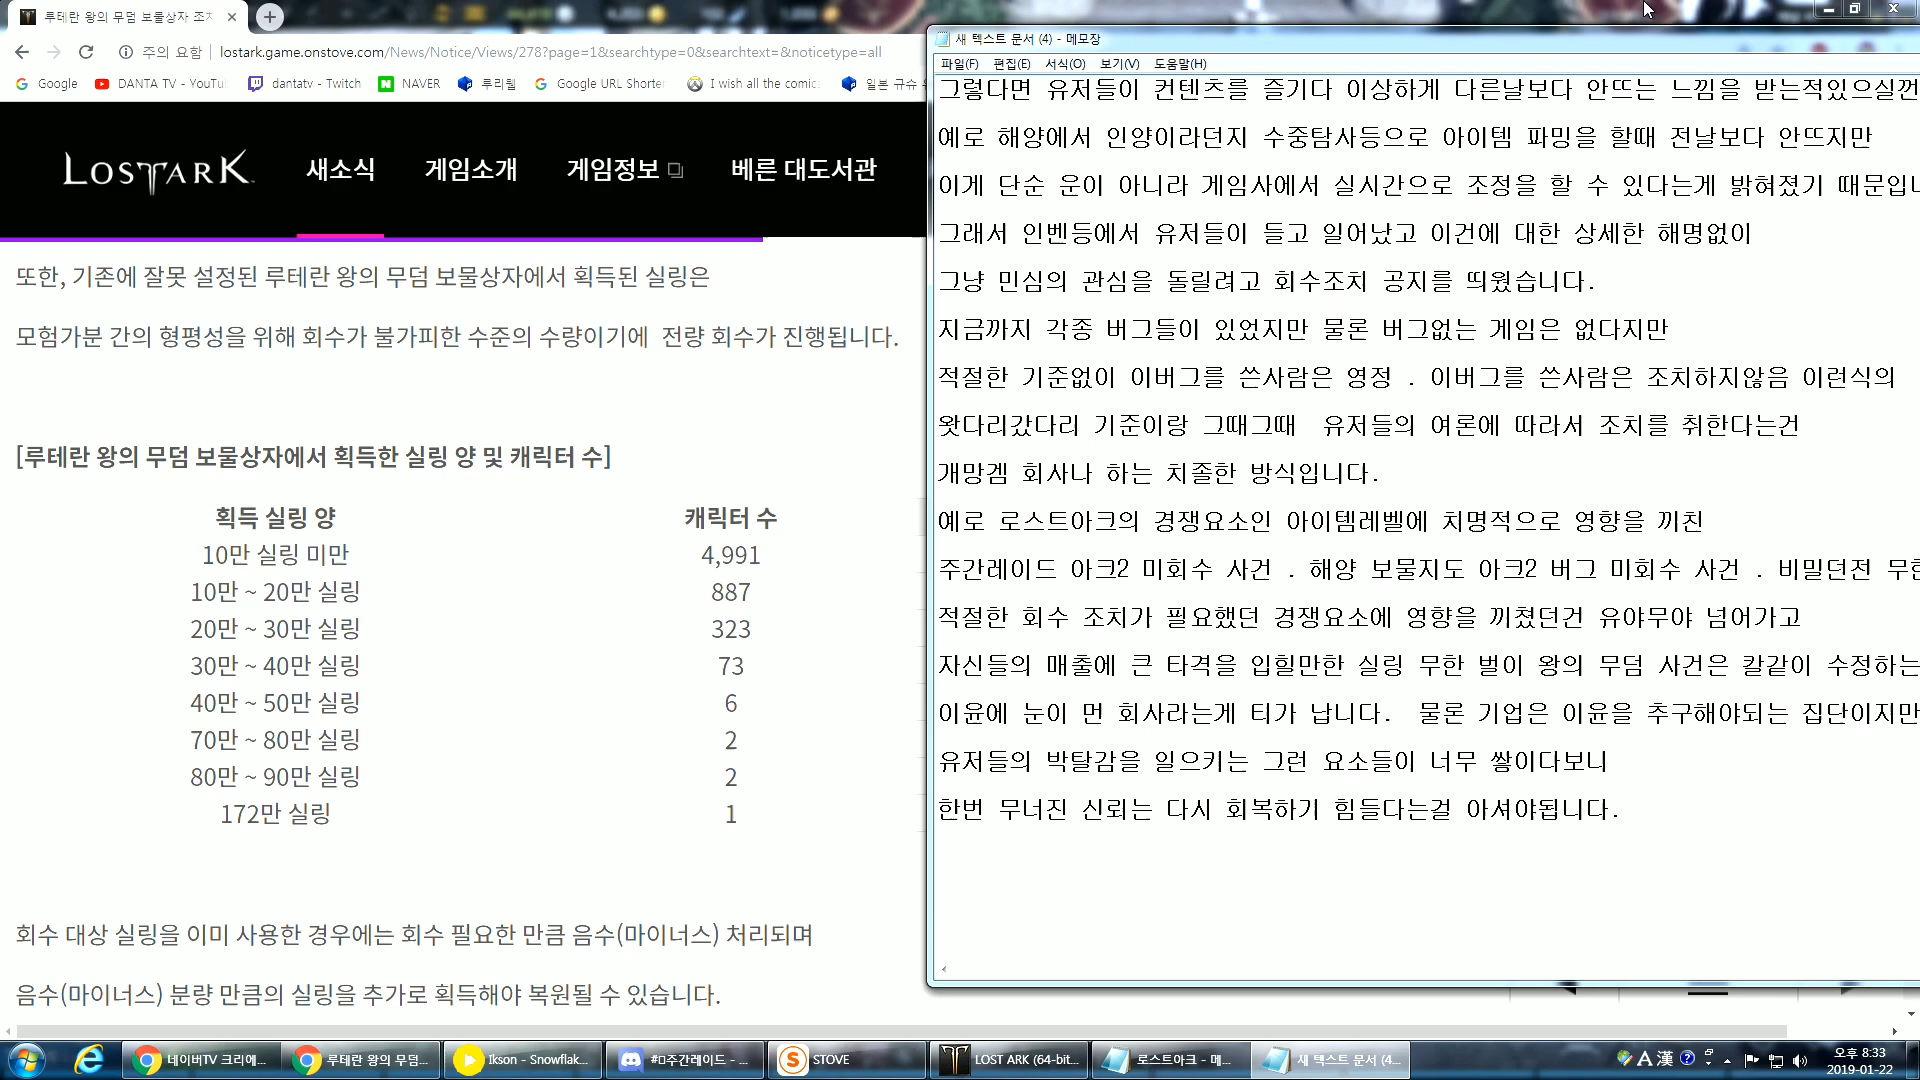 루테란 왕의 무덤 보물상자 조치
주의 요함
lostark.game.onstove.com/News/Notice/Views/278?page=1&searchtype=0&searchtext=&noticetype=all
Google
DANTA TV - YouTu
dantatv - Twitch
NAVER
루리웹
Google URL Shorter
I wish all the comic
일본 규슈
LOSTARK
새소식
게임소개
게임정보
베른 대도서관
또한, 기존에 잘못 설정된 루테란 왕의 무덤 보물상자에서 획득된 실링은
모험가분 간의 형평성을 위해 회수가 불가피한 수준의 수량이기에 전량 회수가 진행됩니다.
[루테란 왕의 무덤 보물상자에서 획득한 실링 양 및 캐릭터 수]
획득 실링 양 캐릭터 수
10만 실링 미만 4,991
10만 ~ 20만 실링 887
20만 ~ 30만 실링 323
30만 ~ 40만 실링 73
40만 ~ 50만 실링 6
70만 ~ 80만 실링 2
80만 ~ 90만 실링 2
172만 실링 1
회수 대상 실링을 이미 사용한 경우에는 회수 필요한 만큼 음수(마이너스) 처리되며
음수(마이너스) 분량 만큼의 실링을 추가로 획득해야 복원될 수 있습니다.
새 텍스트 문서 (4) - 메모장
파일(F) 편집(E) 서식(O) 보기(V) 도움말(H)
그렇다면 유저들이 컨텐츠를 즐기다 이상하게 다른날보다 안뜨는 느낌을 받는적있으실껀
예로 해양에서 인양이라던지 수중탐사등으로 아이템 파밍을 할때 전날보다 안뜨지만
이게 단순 운이 아니라 게임사에서 실시간으로 조정을 할 수 있다는게 밝혀졌기 때문입니
그래서 인벤등에서 유저들이 들고 일어났고 이건에 대한 상세한 해명없이
그냥 민심의 관심을 돌릴려고 회수조치 공지를 띄웠습니다.
지금까지 각종 버그들이 있었지만 물론 버그없는 게임은 없다지만
적절한 기준없이 이버그를 쓴사람은 영정 . 이버그를 쓴사람은 조치하지않음 이런식의
왓다리갔다리 기준이랑 그때그때 유저들의 여론에 따라서 조치를 취한다는건
개망겜 회사나 하는 치졸한 방식입니다.
예로 로스트아크의 경쟁요소인 아이템레벨에 치명적으로 영향을 끼친
주간레이드 아크2 미회수 사건 . 해양 보물지도 아크2 버그 미회수 사건 . 비밀던전 무한
적절한 회수 조치가 필요했던 경쟁요소에 영향을 끼쳤던건 유야무야 넘어가고
자신들의 매출에 큰 타격을 입힐만한 실링 무한 벌이 왕의 무덤 사건은 칼같이 수정하는
이윤에 눈이 먼 회사라는게 티가 납니다. 물론 기업은 이윤을 추구해야되는 집단이지만
유저들의 박탈감을 일으키는 그런 요소들이 너무 쌓이다보니
한번 무너진 신뢰는 다시 회복하기 힘들다는걸 아셔야됩니다.
네이버TV 크리에...
루테란 왕의 무덤...
Ikson - Snowflak...
#주간레이드 - ...
STOVE
LOST ARK (64-bit...
로스트아크 - 메...
새 텍스트 문서 (4...
A 漢
오후 8:33
2019-01-22